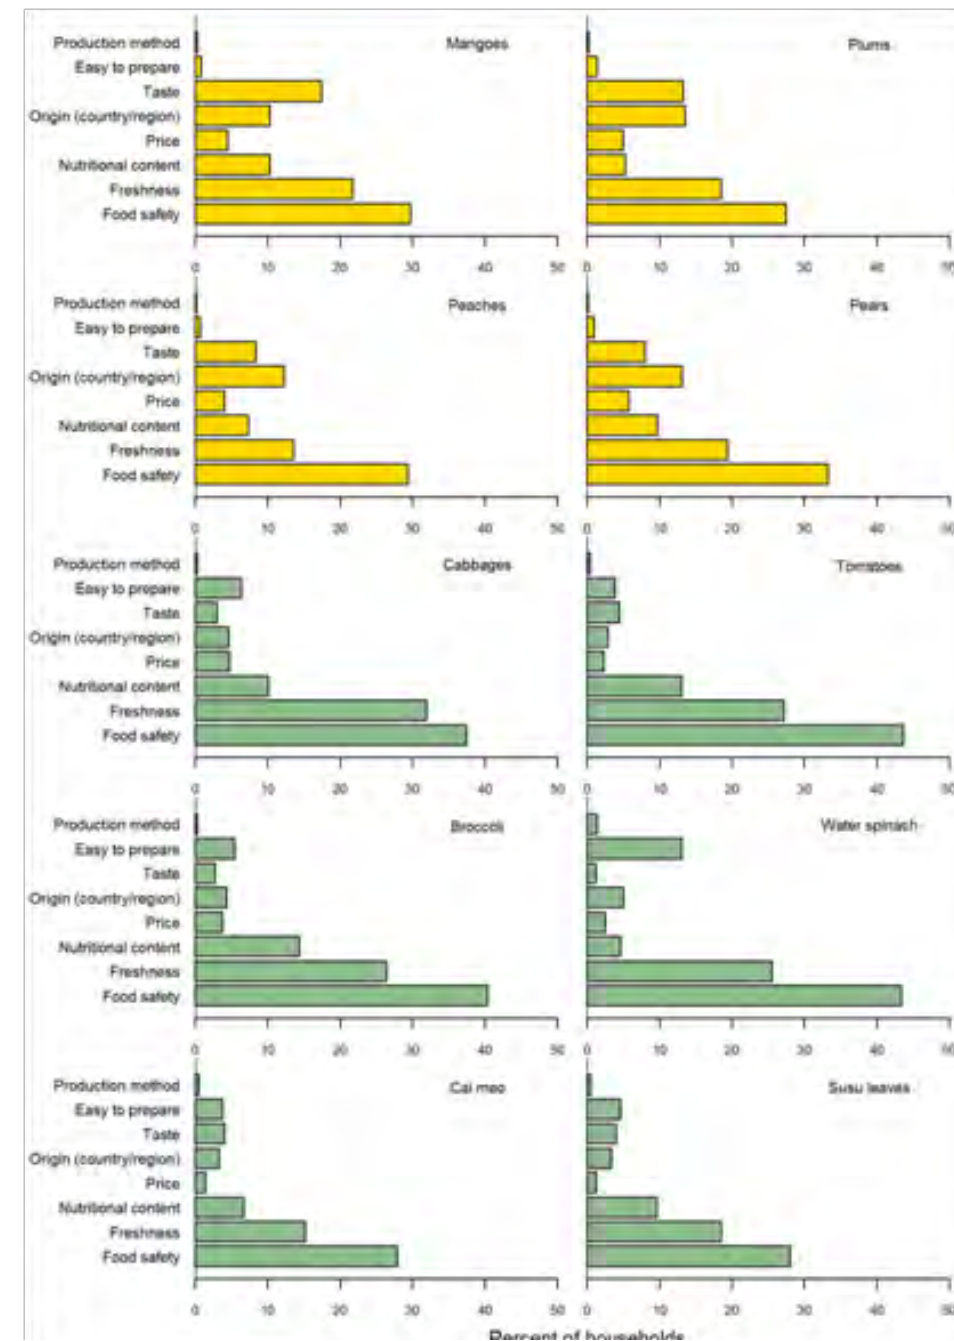 Production method
Mangoes
Plums
Easy to prepare
Taste
Origin (country/region)
Price
Nutritional content
Freshness
Food safety
0 10 20 30 40 50 0 10 20 30 40 50
Production method
Peaches
Pears
Easy to prepare
Taste
Origin (country/region)
Price
Nutritional content
Freshness
Food safety
0 10 20 30 40 50 0 10 20 30 40 50
Production method
Cabbages
Tomatoes
Easy to prepare
Taste
Origin (country/region)
Price
Nutritional content
Freshness
Food safety
0 10 20 30 40 50 0 10 20 30 40 50
Production method
Broccoli
Water spinach
Easy to prepare
Taste
Origin (country/region)
Price
Nutritional content
Freshness
Food safety
0 10 20 30 40 50 0 10 20 30 40 50
Production method
Cai meo
Susu leaves
Easy to prepare
Taste
Origin (country/region)
Price
Nutritional content
Freshness
Food safety
0 10 20 30 40 50 0 10 20 30 40 50
Percent of households